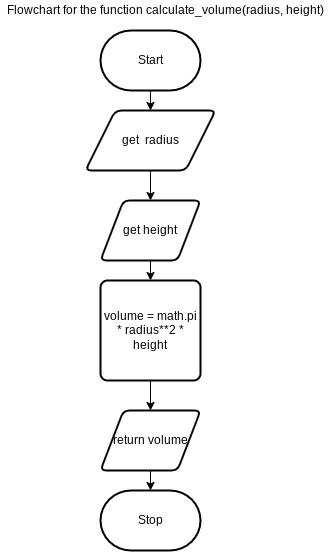 Flowchart for the function calculate_volume(radius, height)
Start
get radius
get height
volume = math.pi
* radius**2 *
height
return volume
Stop